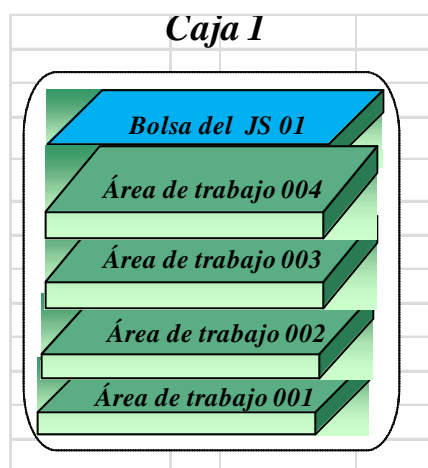 Caja 1
Bolsa del JS 01
Área de trabajo 004
Área de trabajo 003
Área de trabajo 002
Área de trabajo 001